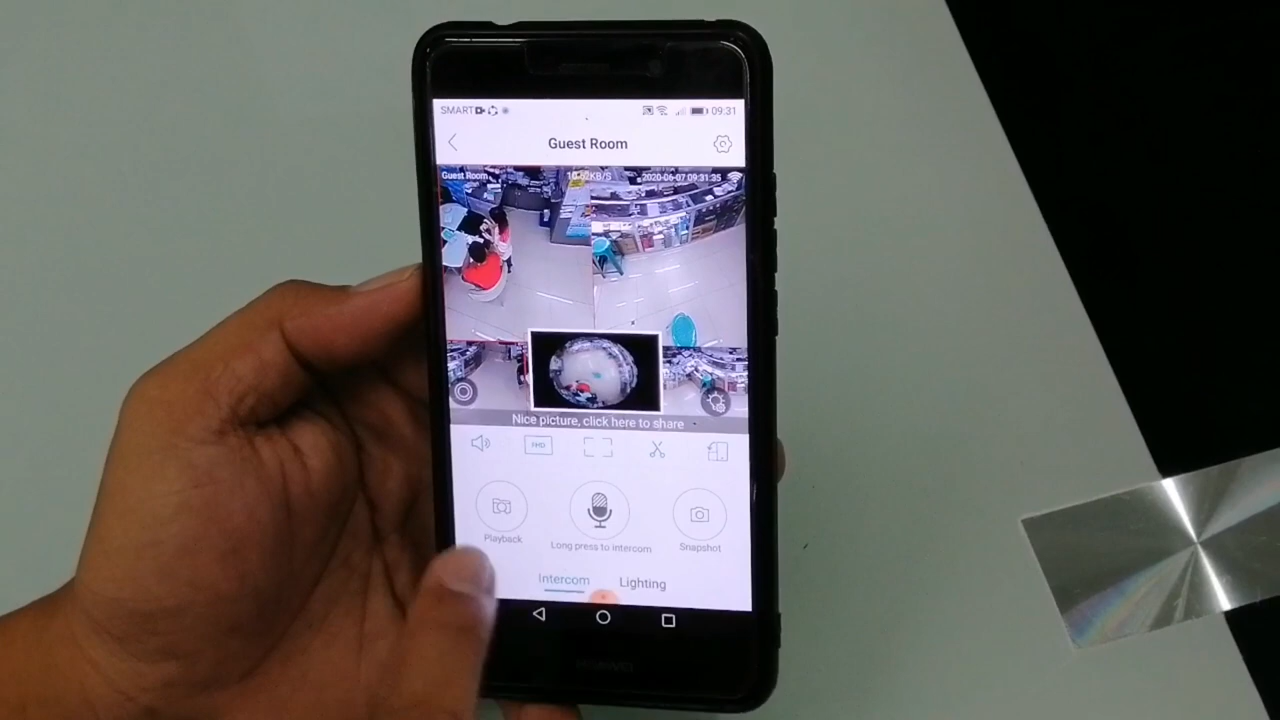 SMART
09:31
Guest Room
Guest Room
2020-06-07 09:31:35
Nice picture, click here to share
FHD
Playback
Long press to intercom
Snapshot
Intercom
Lighting
HUAWEI